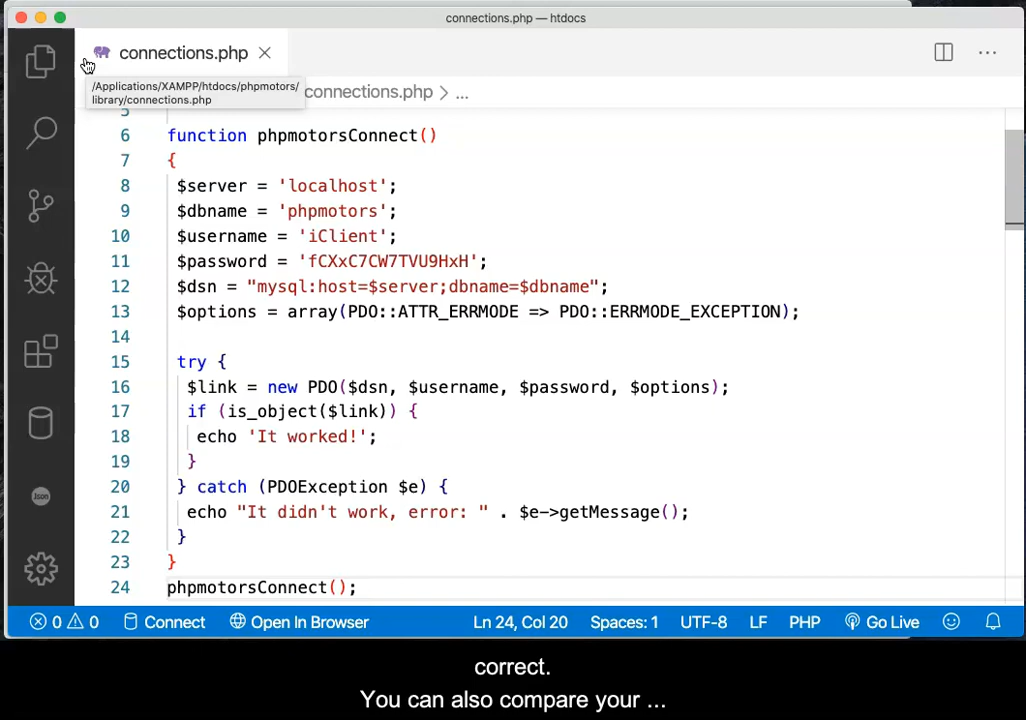 connections.php — htdocs
connections.php
/Applications/XAMPP/htdocs/phpmotors/
library/connections.php
connections.php > ...
5
6 function phpmotorsConnect()
7 {
8 $server = 'localhost';
9 $dbname = 'phpmotors';
10 $username = 'iClient';
11 $password = 'fCXxC7CW7TVU9HxH';
12 $dsn = "mysql:host=$server;dbname=$dbname";
13 $options = array(PDO::ATTR_ERRMODE => PDO::ERRMODE_EXCEPTION);
14
15 try {
16 $link = new PDO($dsn, $username, $password, $options);
17 if (is_object($link)) {
18 echo 'It worked!';
19 }
20 } catch (PDOException $e) {
21 echo "It didn't work, error: " . $e->getMessage();
22 }
23 }
24 phpmotorsConnect();
0 0 Connect Open In Browser Ln 24, Col 20 Spaces: 1 UTF-8 LF PHP Go Live
Json
correct.
You can also compare your ...